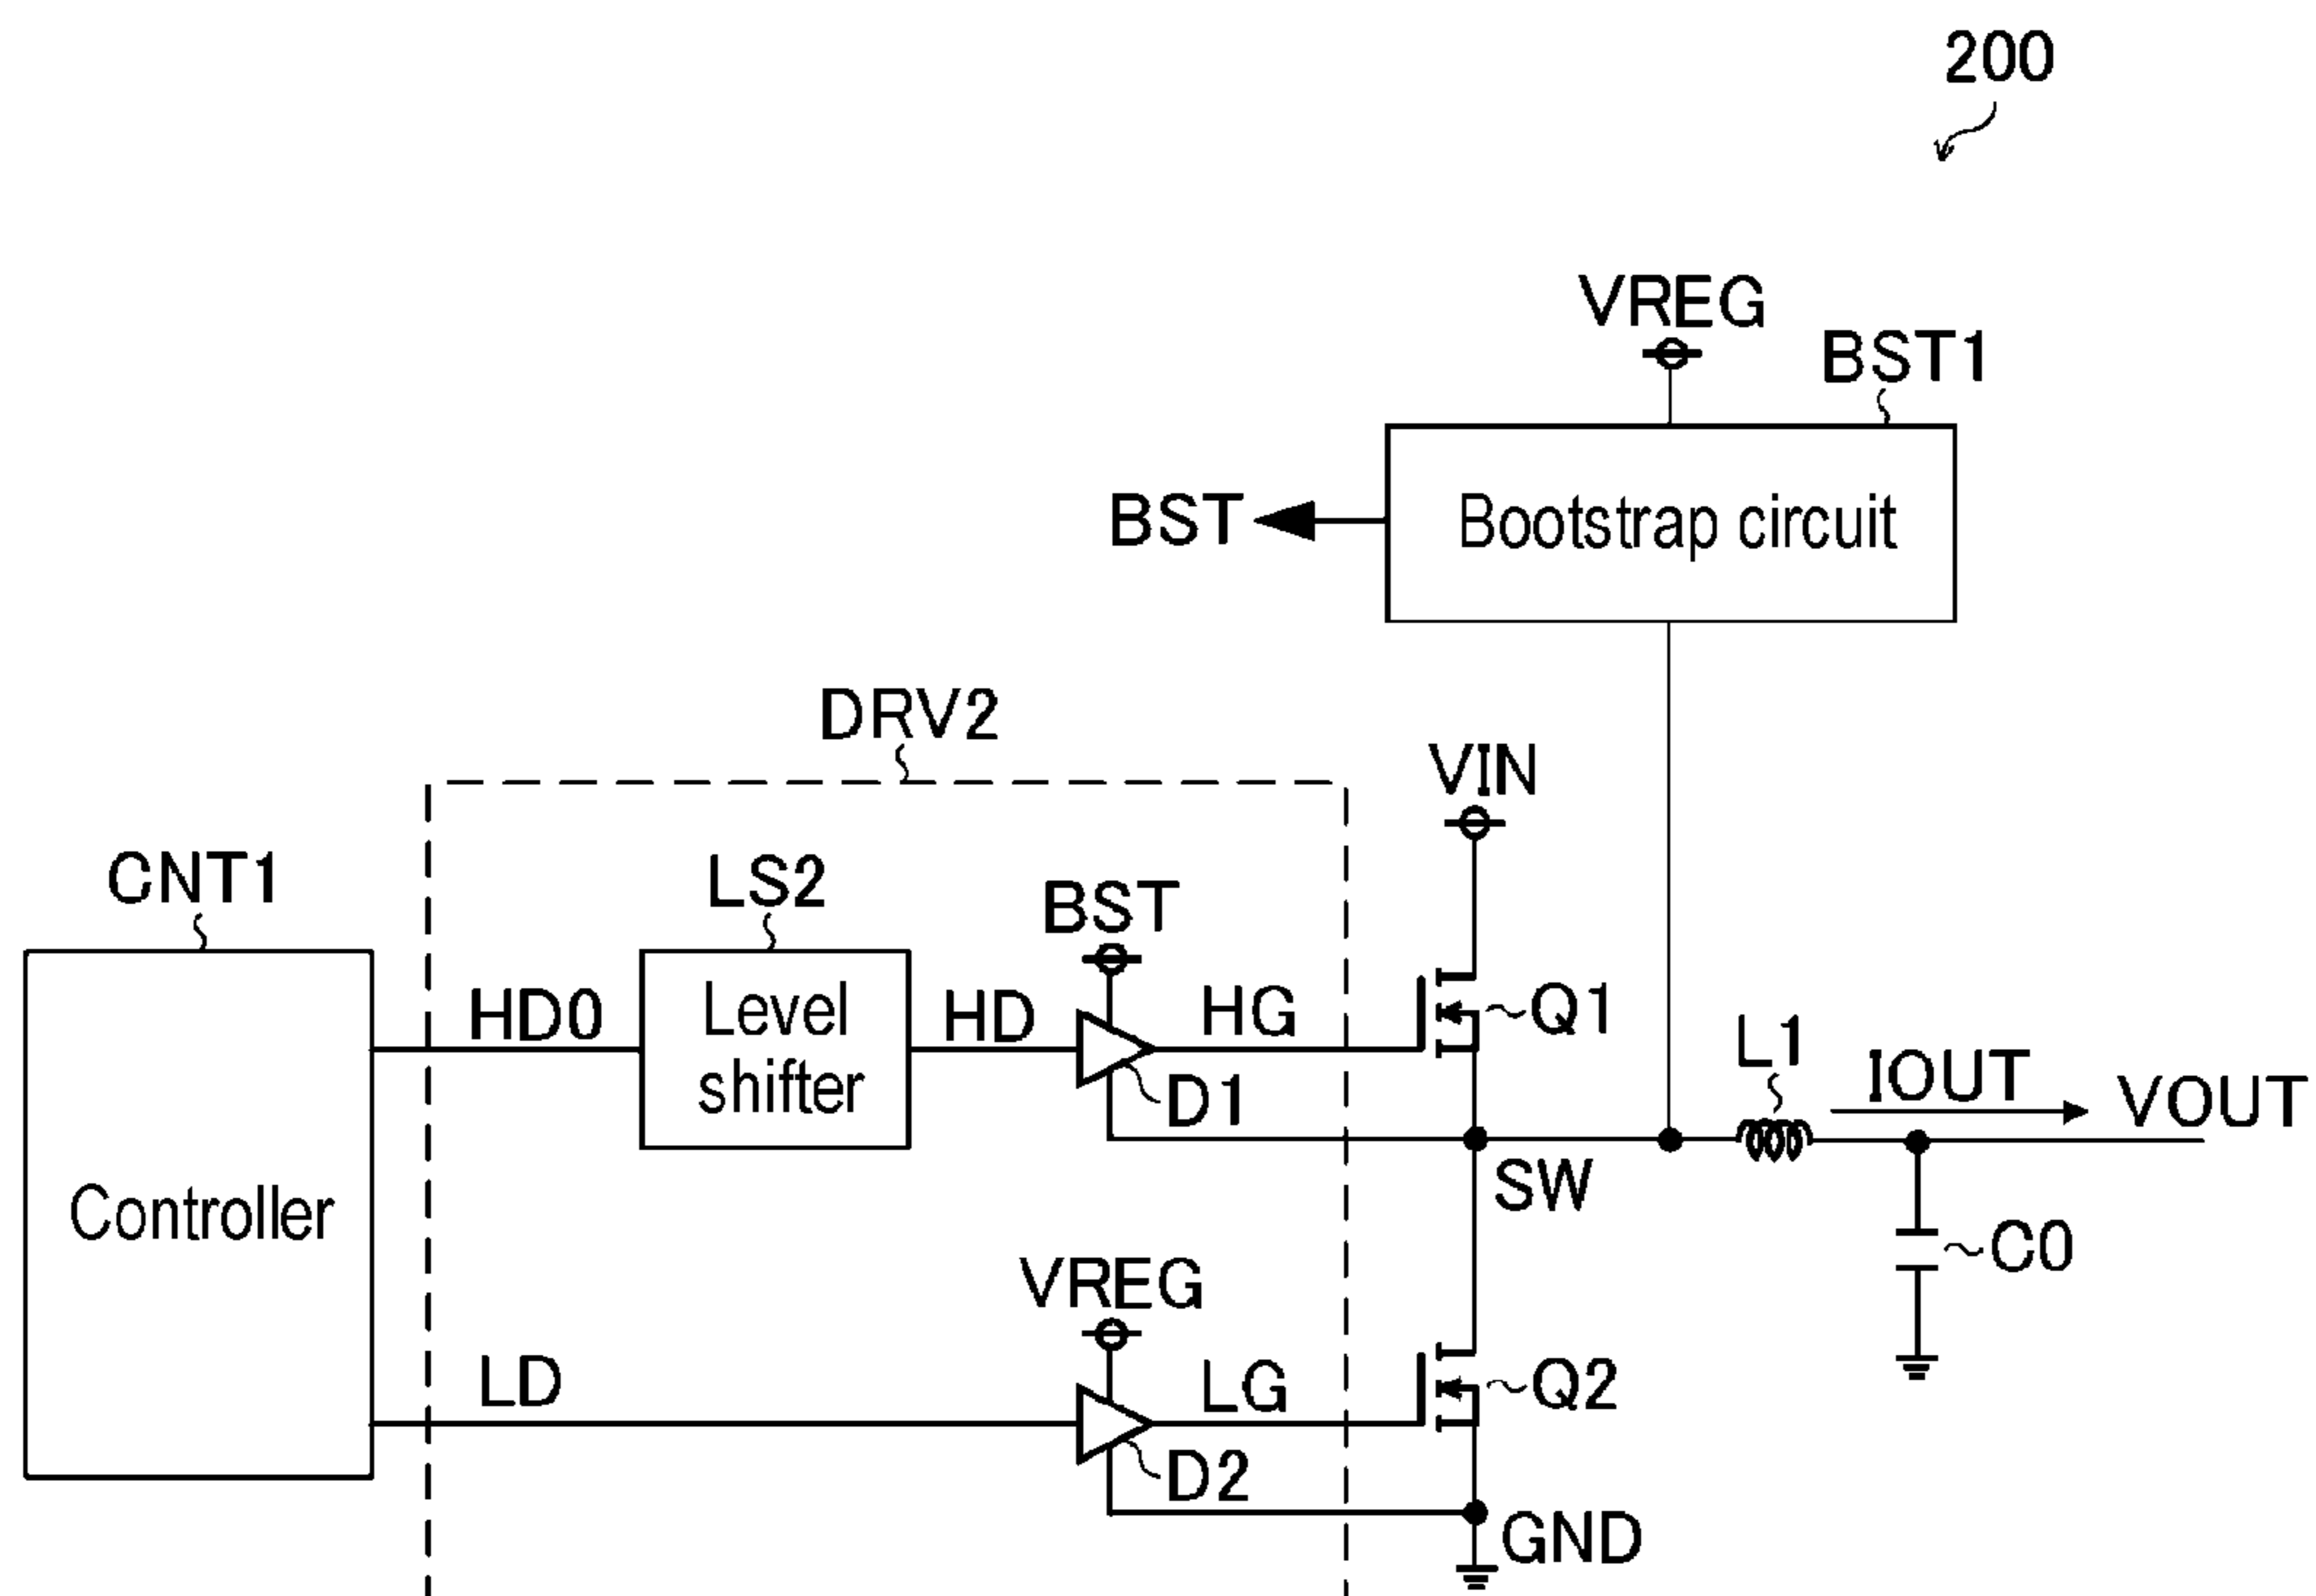 200
VREG
BST1
BST
Bootstrap circuit
DRV2
VIN
CNT1
LS2
BST
HD0
Level
shifter
HD
HG
Q1
D1
L1
IOUT
VOUT
SW
Controller
C0
VREG
LD
LG
Q2
D2
GND